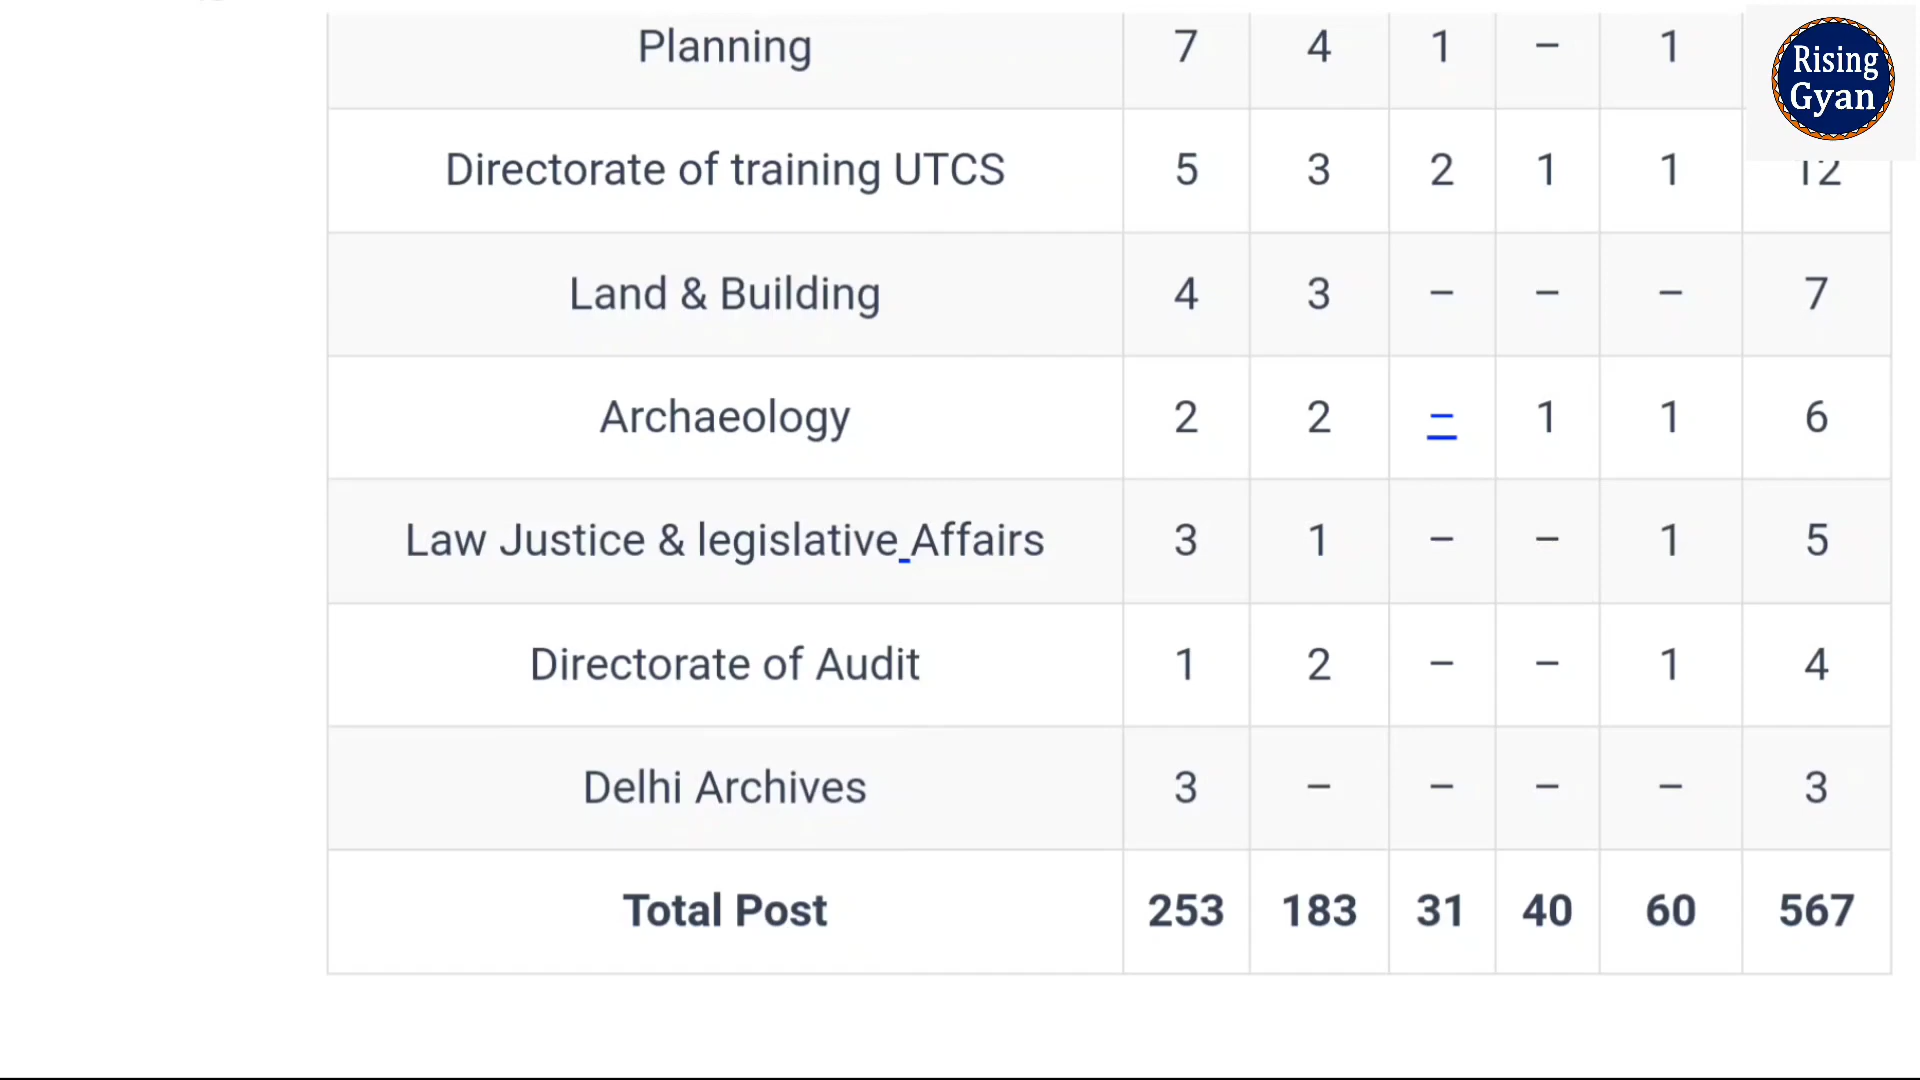 Planning 7 4 1 – 1
Rising
Gyan
Directorate of training UTCS 5 3 2 1 1 12
Land & Building 4 3 – – – 7
Archaeology 2 2 – 1 1 6
Law Justice & legislative Affairs 3 1 – – 1 5
Directorate of Audit 1 2 – – 1 4
Delhi Archives 3 – – – – 3
Total Post 253 183 31 40 60 567